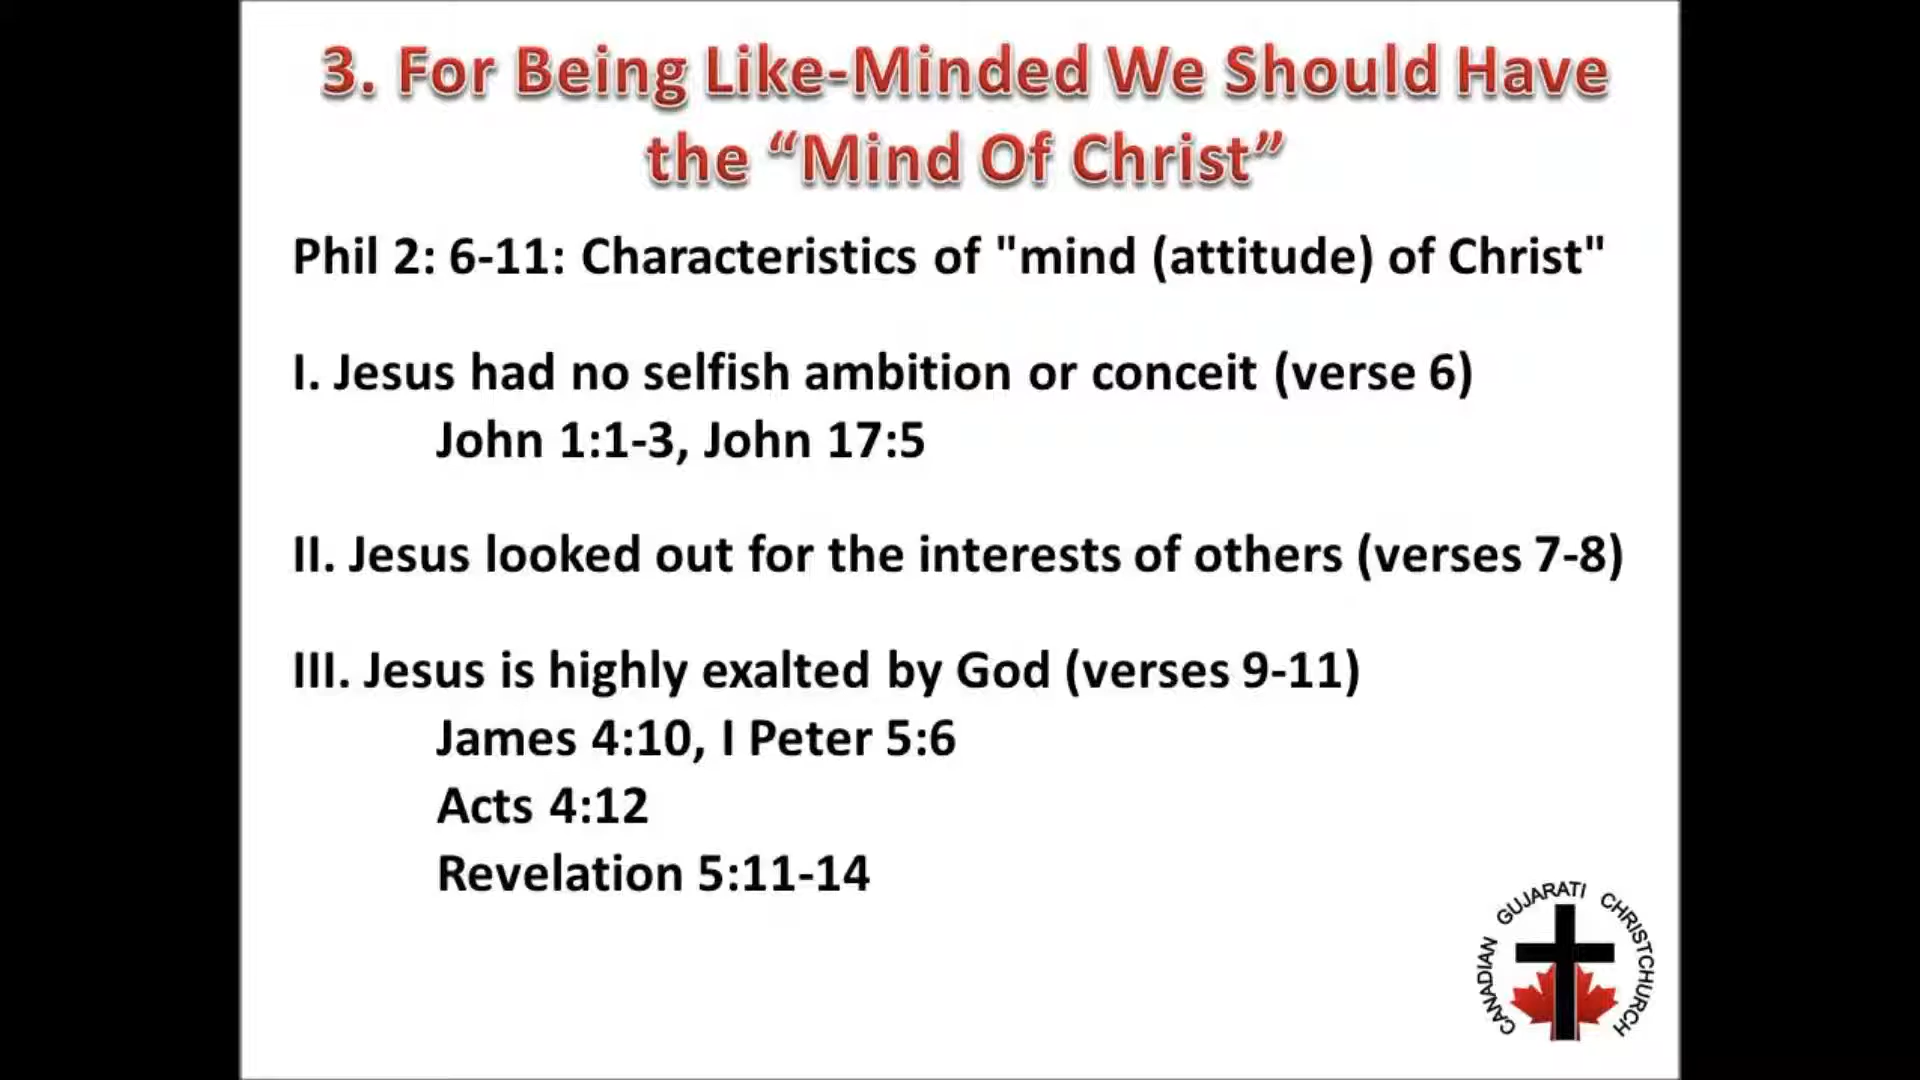 3. For Being Like-Minded We Should Have
the “Mind Of Christ”
Phil 2: 6-11: Characteristics of "mind (attitude) of Christ"
I. Jesus had no selfish ambition or conceit (verse 6)
John 1:1-3, John 17:5
II. Jesus looked out for the interests of others (verses 7-8)
III. Jesus is highly exalted by God (verses 9-11)
James 4:10, I Peter 5:6
Acts 4:12
Revelation 5:11-14
CANADIAN GUJARATI CHRISTCHURCH